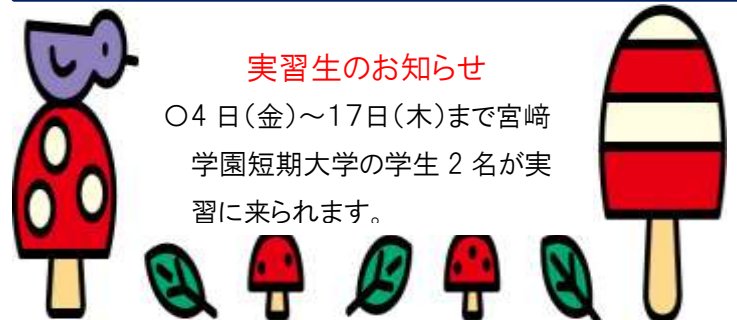 実習生のお知らせ
○4日(金)～17日(木)まで宮﨑
学園短期大学の学生2名が実
習に来られます。